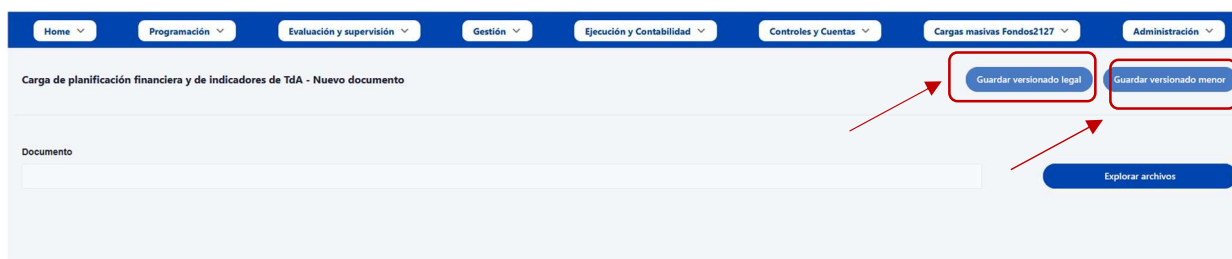 Home Programación Evaluación y supervisión Gestión Ejecución y Contabilidad Controles y Cuentas Cargas masivas Fondos2127 Administración
Carga de planificación financiera y de indicadores de TdA - Nuevo documento Guardar versionado legal Guardar versionado menor
Documento
Explorar archivos